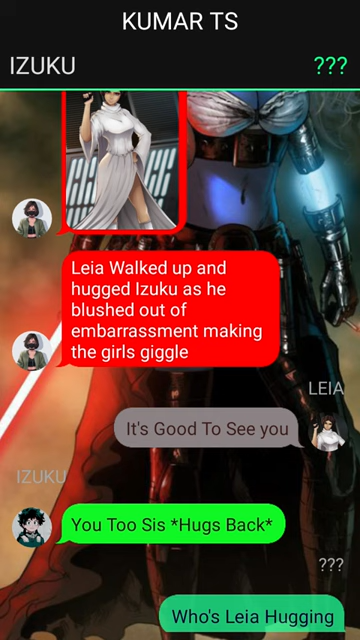 KUMAR TS
IZUKU
???
Leia Walked up and
hugged Izuku as he
blushed out of
embarrassment making
the girls giggle
LEIA
It's Good To See you
IZUKU
You Too Sis *Hugs Back*
???
Who's Leia Hugging